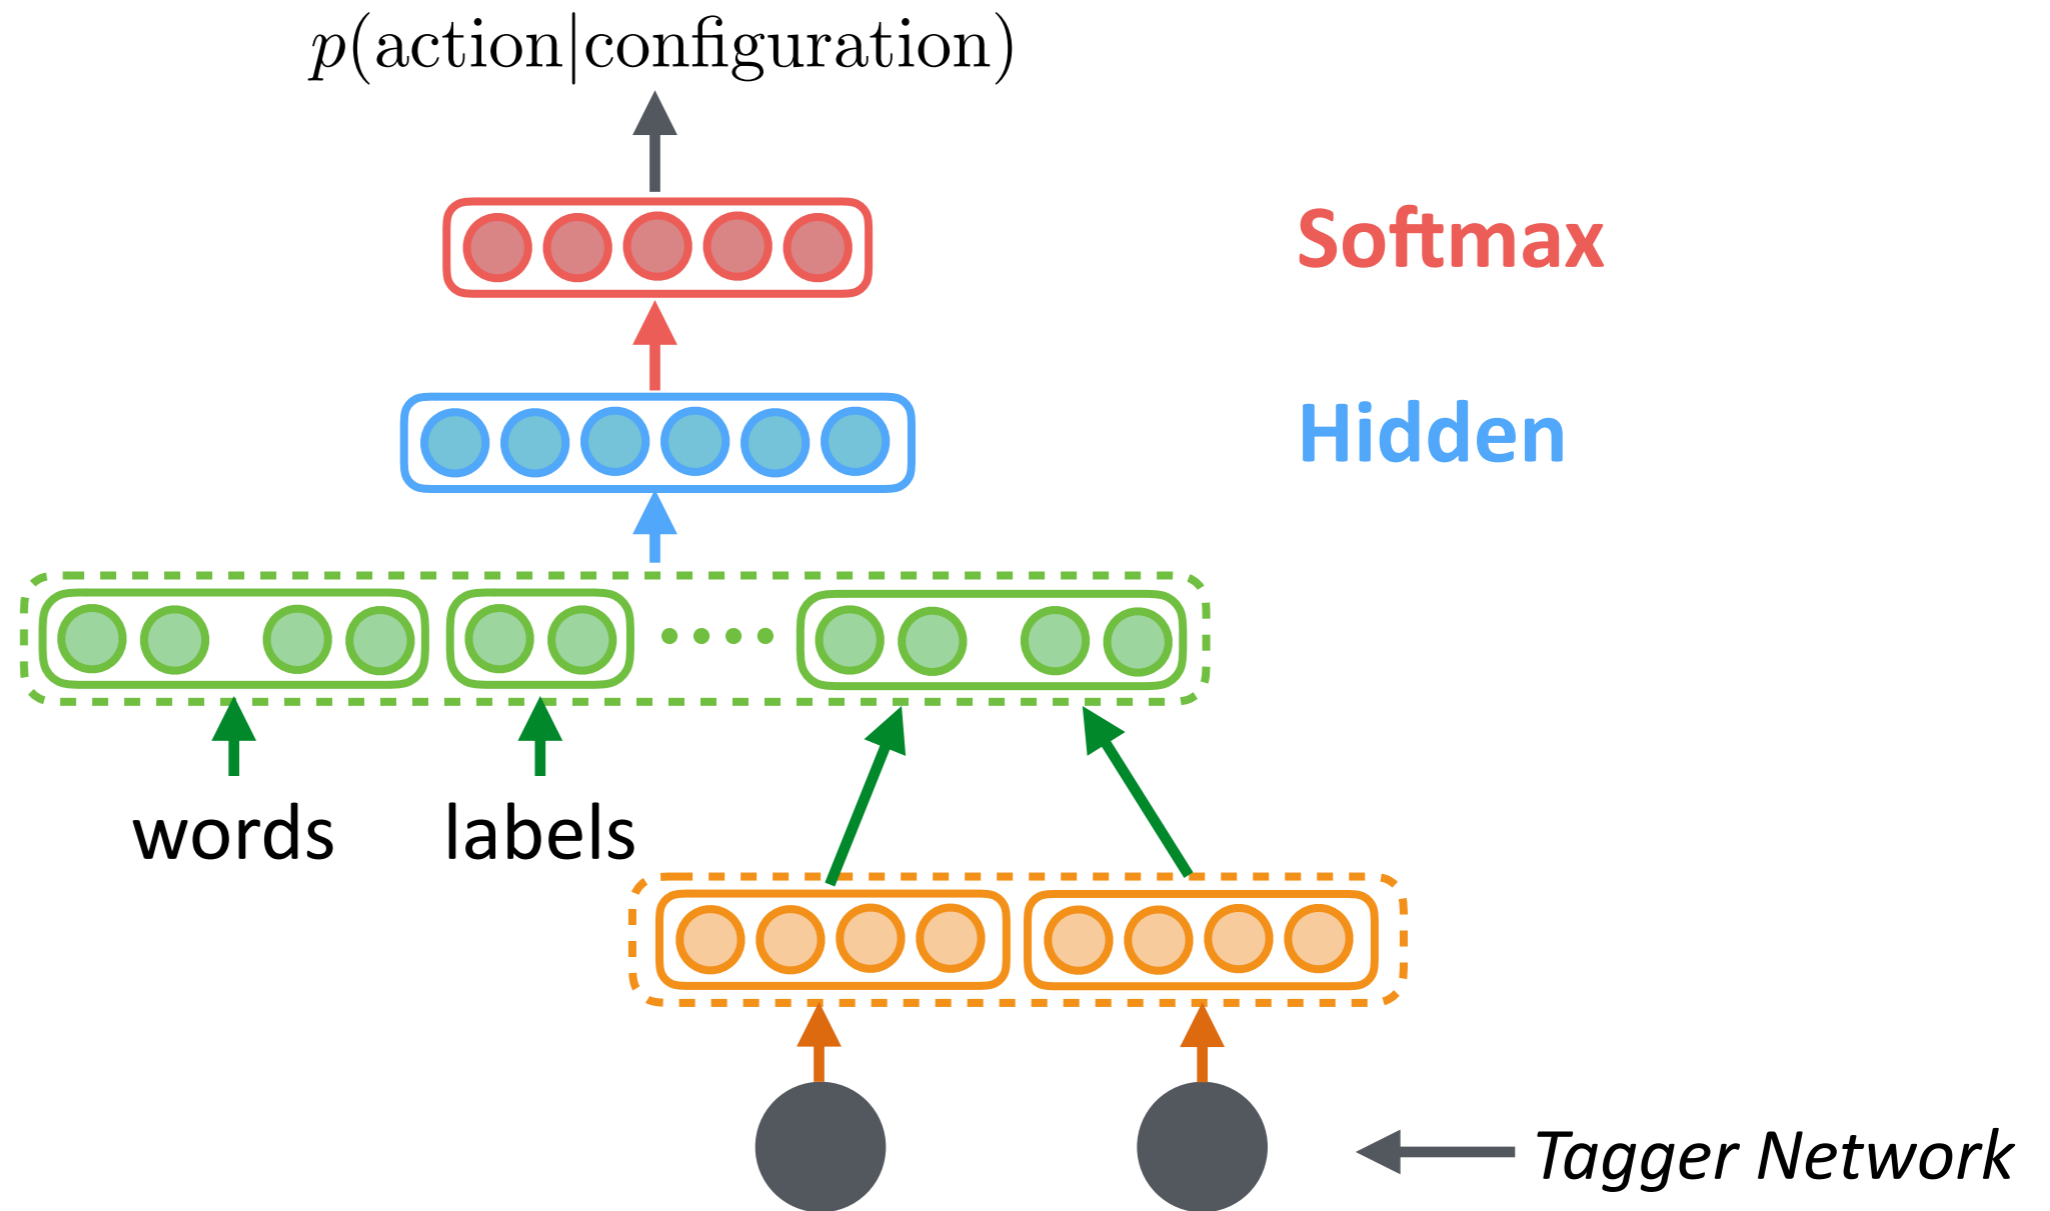 p(action|configuration)
Softmax
Hidden
words labels
Tagger Network